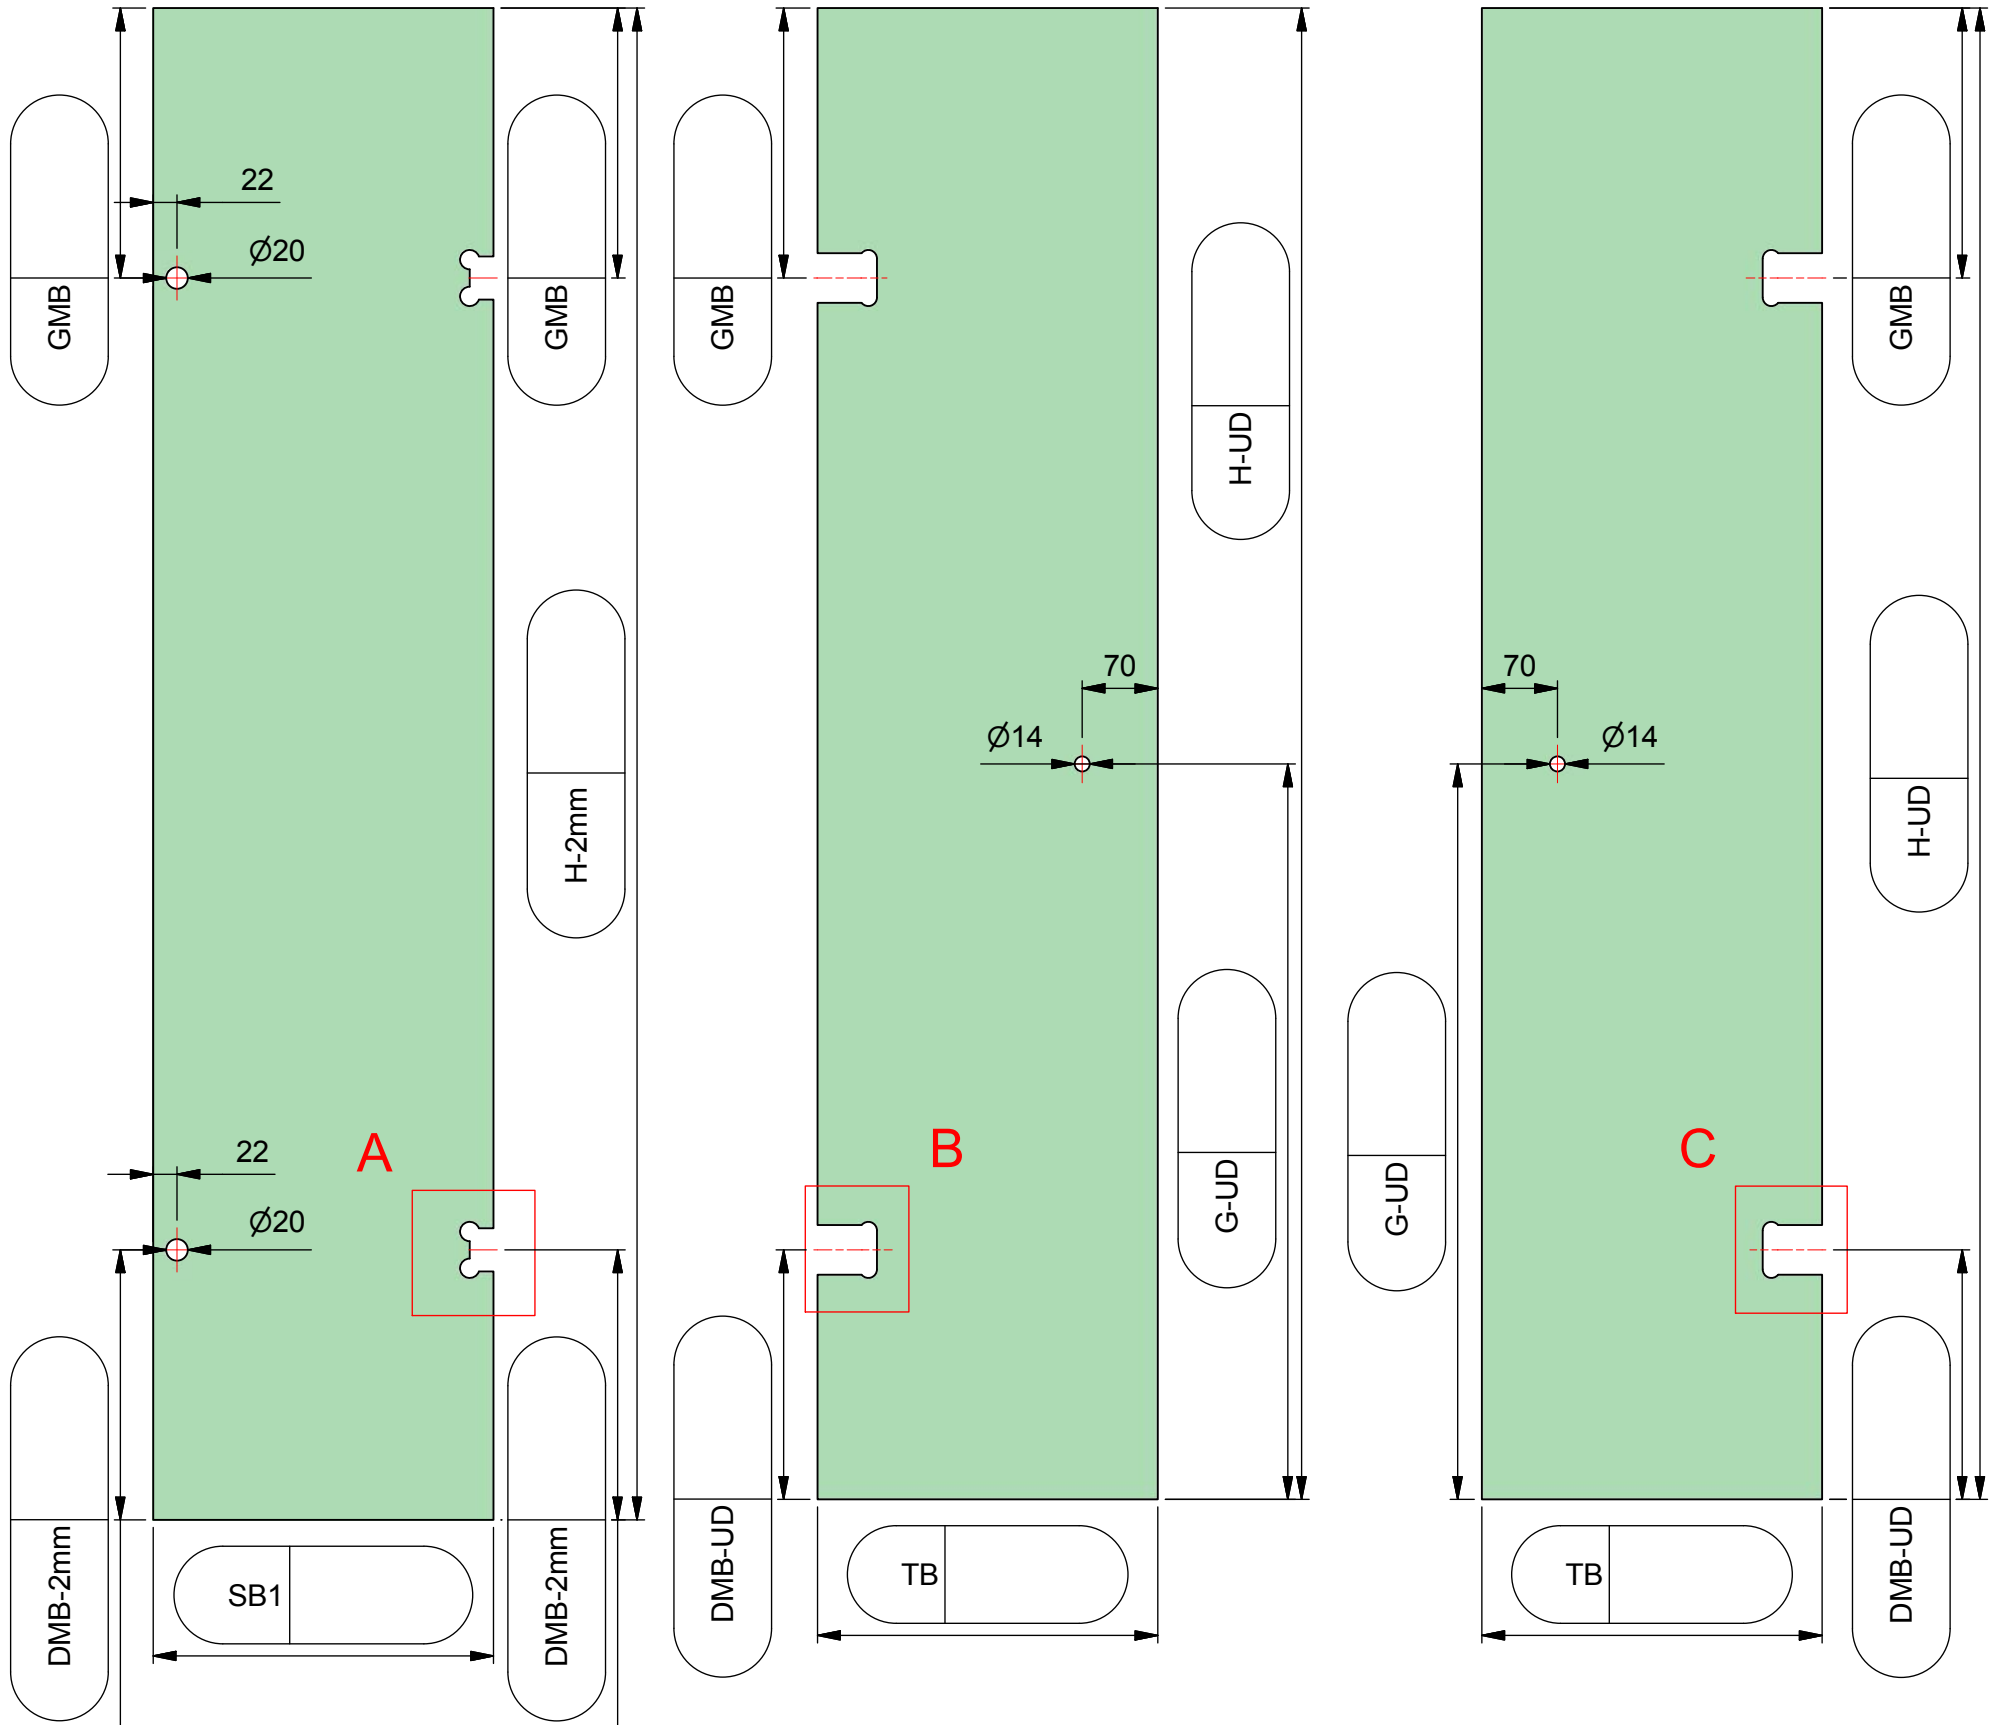 22
Ø20
GMB
GMB
GMB
GMB
H-UD
70
70
Ø14
Ø14
H-2mm
H-UD
22
A
B
C
Ø20
G-UD
G-UD
DMB-2mm
SB1
DMB-2mm
DMB-UD
TB
TB
DMB-UD